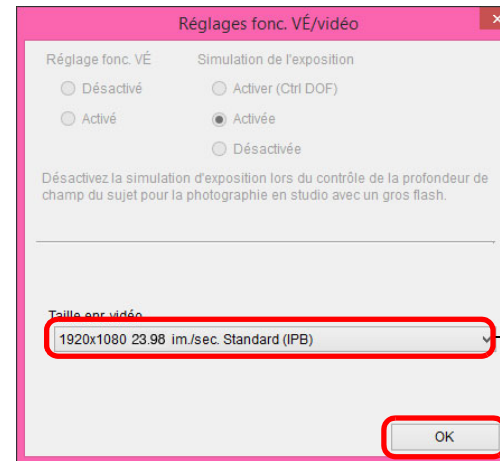 Réglages fonc. VÉ/vidéo
Réglage fonc. VÉ Simulation de l'exposition
Désactivé Activer (Ctrl DOF)
Activé Activée
Désactivée
Désactivez la simulation d'exposition lors du contrôle de la profondeur de
champ du sujet pour la photographie en studio avec un gros flash.
Taille enr. vidéo
1920x1080 23.98 im./sec. Standard (IPB)
OK